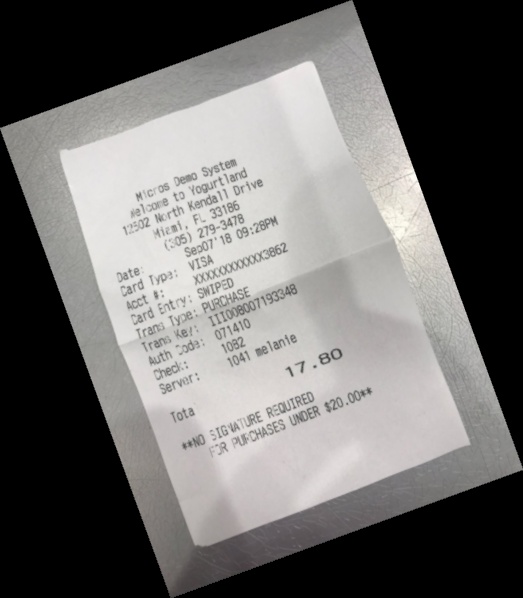 Micros Demo System
Welcome to Yogurtland
12502 North Kendall Drive
Miami, FL 33186
(305) 279-3478
Date: Sep07'18 09:28PM
Card Type: VISA
Acct #: XXXXXXXXXXXX3862
Card Entry: SWIPED
Trans Type: PURCHASE
Trans Key: III008007193348
Auth Code: 071410
Check: 1082
Server: 1041 melanie
Tota 17.80
**NO SIGNATURE REQUIRED
FOR PURCHASES UNDER $20.00**